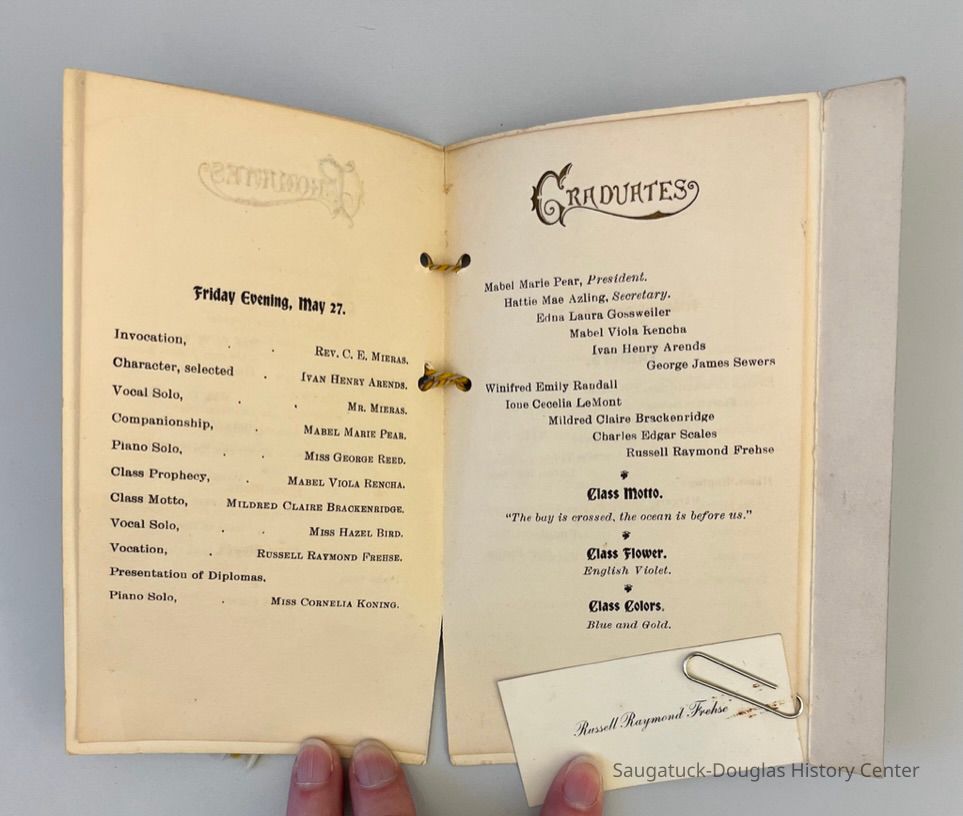 Friday Evening, May 27.
Invocation, . . REV. C. E. MIERAS.
Character, selected . IVAN HENRY ARENDS.
Vocal Solo, . . MR. MIERAS.
Companionship, . MABEL MARIE PEAR.
Piano Solo, . . MISS GEORGE REED.
Class Prophecy, . MABEL VIOLA RENCHA.
Class Motto, MILDRED CLAIRE BRACKENRIDGE.
Vocal Solo, . . MISS HAZEL BIRD.
Vocation, . RUSSELL RAYMOND FREHSE.
Presentation of Diplomas.
Piano Solo, . MISS CORNELIA KONING.
GRADUATES
Mabel Marie Pear, President.
Hattie Mae Azling, Secretary.
Edna Laura Gossweiler
Mabel Viola Rencha
Ivan Henry Arends
George James Sewers
Winifred Emily Randall
Ione Cecelia LeMont
Mildred Claire Brackenridge
Charles Edgar Scales
Russell Raymond Frehse
Class Motto.
"The bay is crossed, the ocean is before us."
Class Flower.
English Violet.
Class Colors.
Blue and Gold.
Russell Raymond Frehse
Saugatuck-Douglas History Center